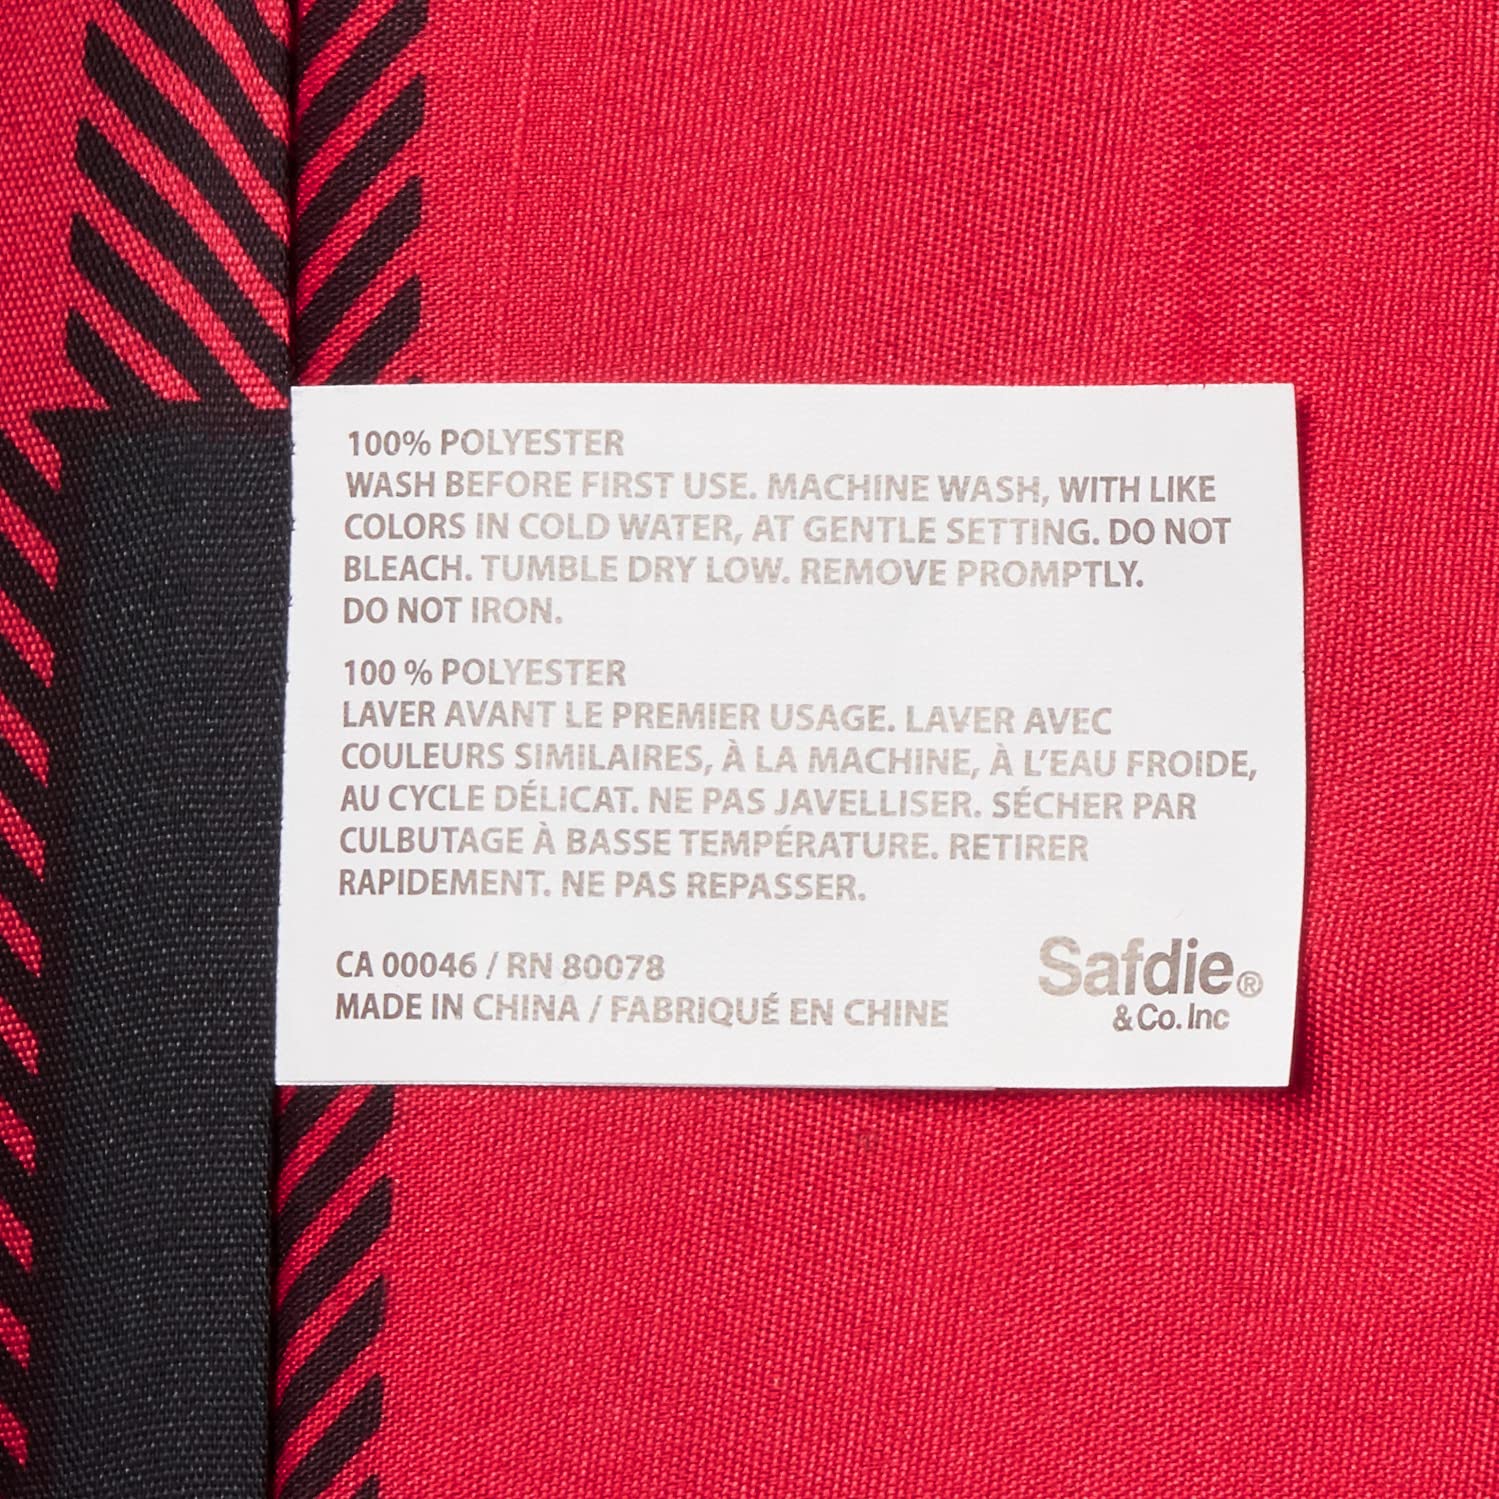 100% POLYESTER
WASH BEFORE FIRST USE. MACHINE WASH, WITH LIKE
COLORS IN COLD WATER, AT GENTLE SETTING. DO NOT
BLEACH. TUMBLE DRY LOW. REMOVE PROMPTLY.
DO NOT IRON.
100 % POLYESTER
LAVER AVANT LE PREMIER USAGE. LAVER AVEC
COULEURS SIMILAIRES, À LA MACHINE, À L'EAU FROIDE,
AU CYCLE DÉLICAT. NE PAS JAVELLISER. SÉCHER PAR
CULBUTAGE À BASSE TEMPÉRATURE. RETIRER
RAPIDEMENT. NE PAS REPASSER.
CA 00046 / RN 80078
MADE IN CHINA / FABRIQUÉ EN CHINE
Safdie®
& Co. Inc